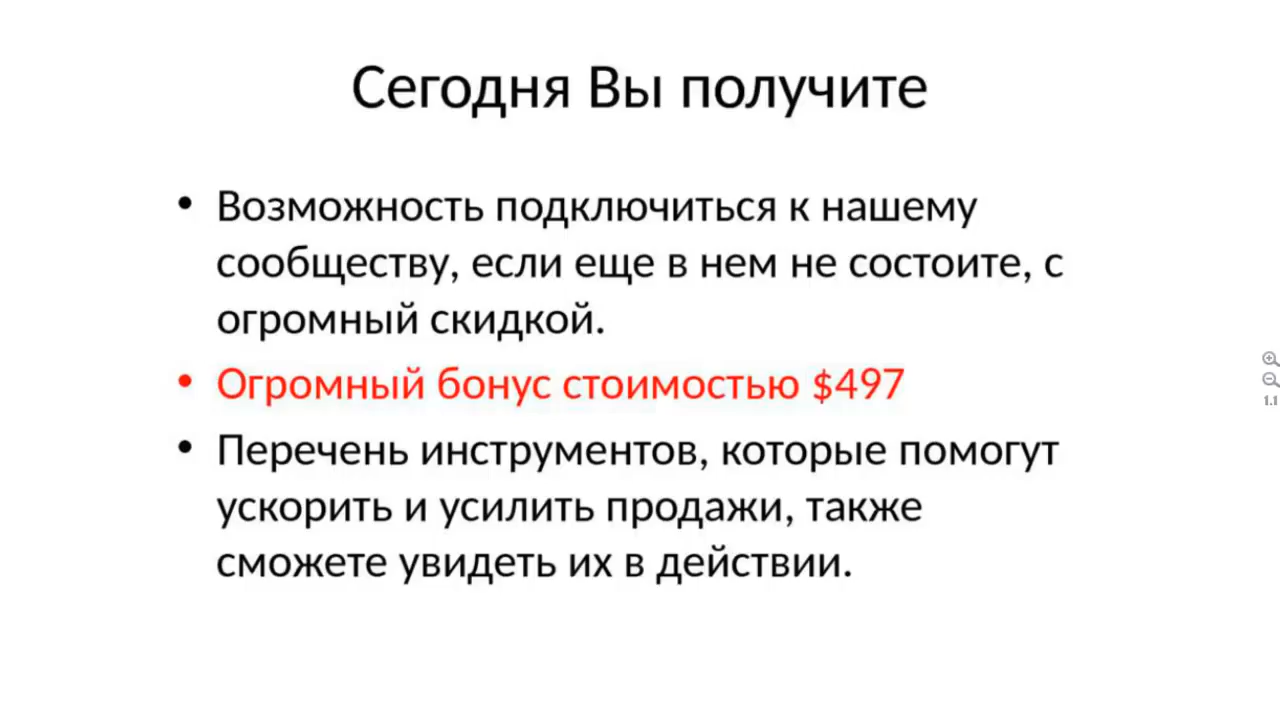 Сегодня Вы получите
• Возможность подключиться к нашему
сообществу, если еще в нем не состоите, с
огромный скидкой.
• Огромный бонус стоимостью $497
• Перечень инструментов, которые помогут
ускорить и усилить продажи, также
сможете увидеть их в действии.
1.1